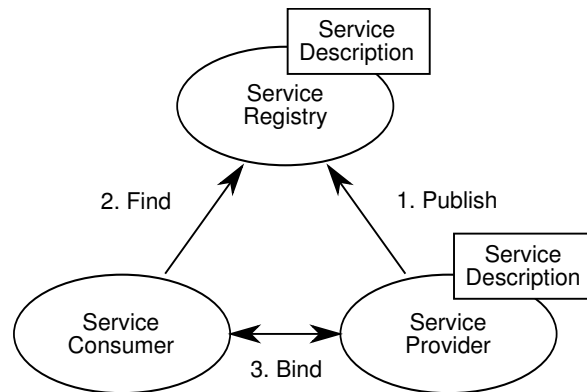 Service
Description
Service
Registry
2. Find
1. Publish
Service
Description
Service
Consumer
Service
Provider
3. Bind